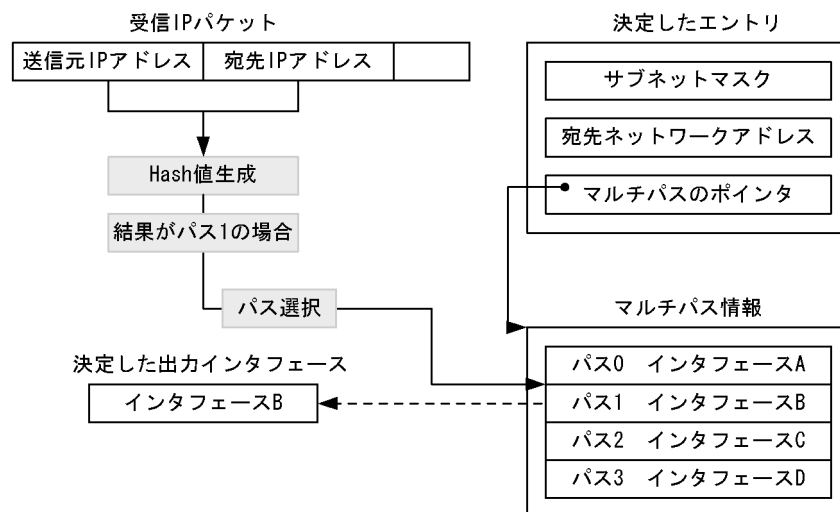 受信IPパケット
送信元IPアドレス
宛先IPアドレス
Hash値生成
結果がパス1の場合
パス選択
決定した出力インタフェース
インタフェースB
決定したエントリ
サブネットマスク
宛先ネットワークアドレス
マルチパスのポインタ
マルチパス情報
パス0 インタフェースA
パス1 インタフェースB
パス2 インタフェースC
パス3 インタフェースD